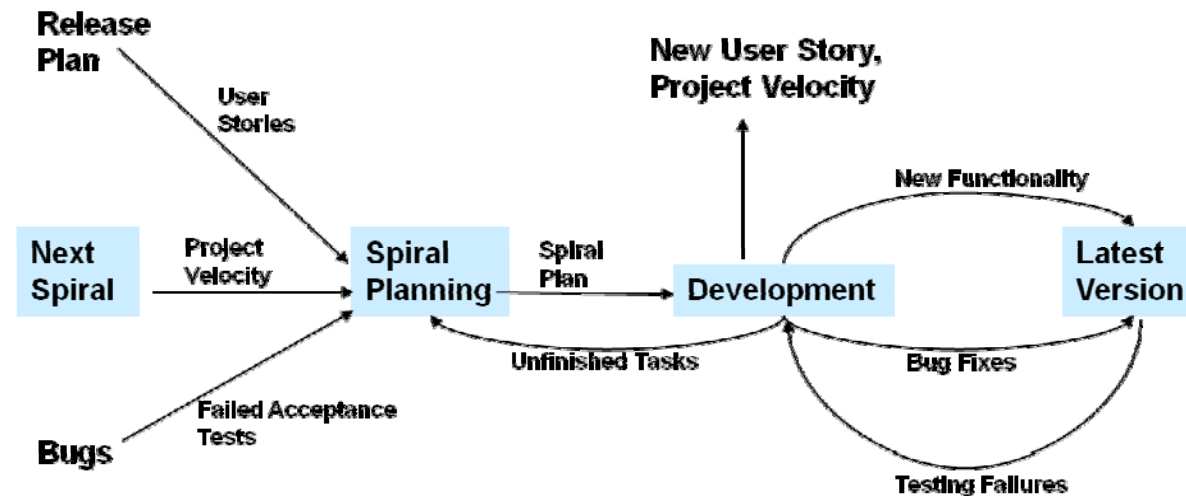 Release
Plan
User
Stories
New User Story,
Project Velocity
New Functionality
Next
Spiral
Project
Velocity
Spiral
Planning
Spiral
Plan
Development
Latest
Version
Unfinished Tasks
Bug Fixes
Failed Acceptance
Tests
Bugs
Testing Failures